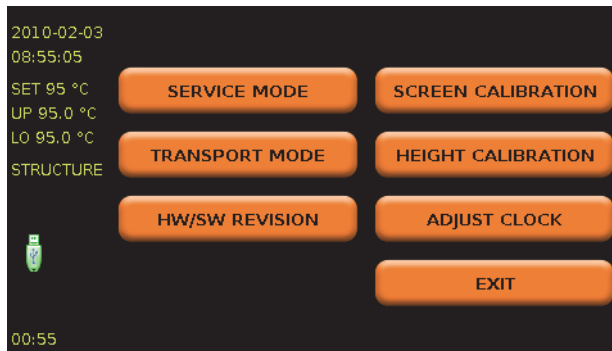 2010-02-03
08:55:05
SET 95 °C
UP 95.0 °C
LO 95.0 °C
STRUCTURE
00:55
SERVICE MODE
TRANSPORT MODE
HW/SW REVISION
SCREEN CALIBRATION
HEIGHT CALIBRATION
ADJUST CLOCK
EXIT